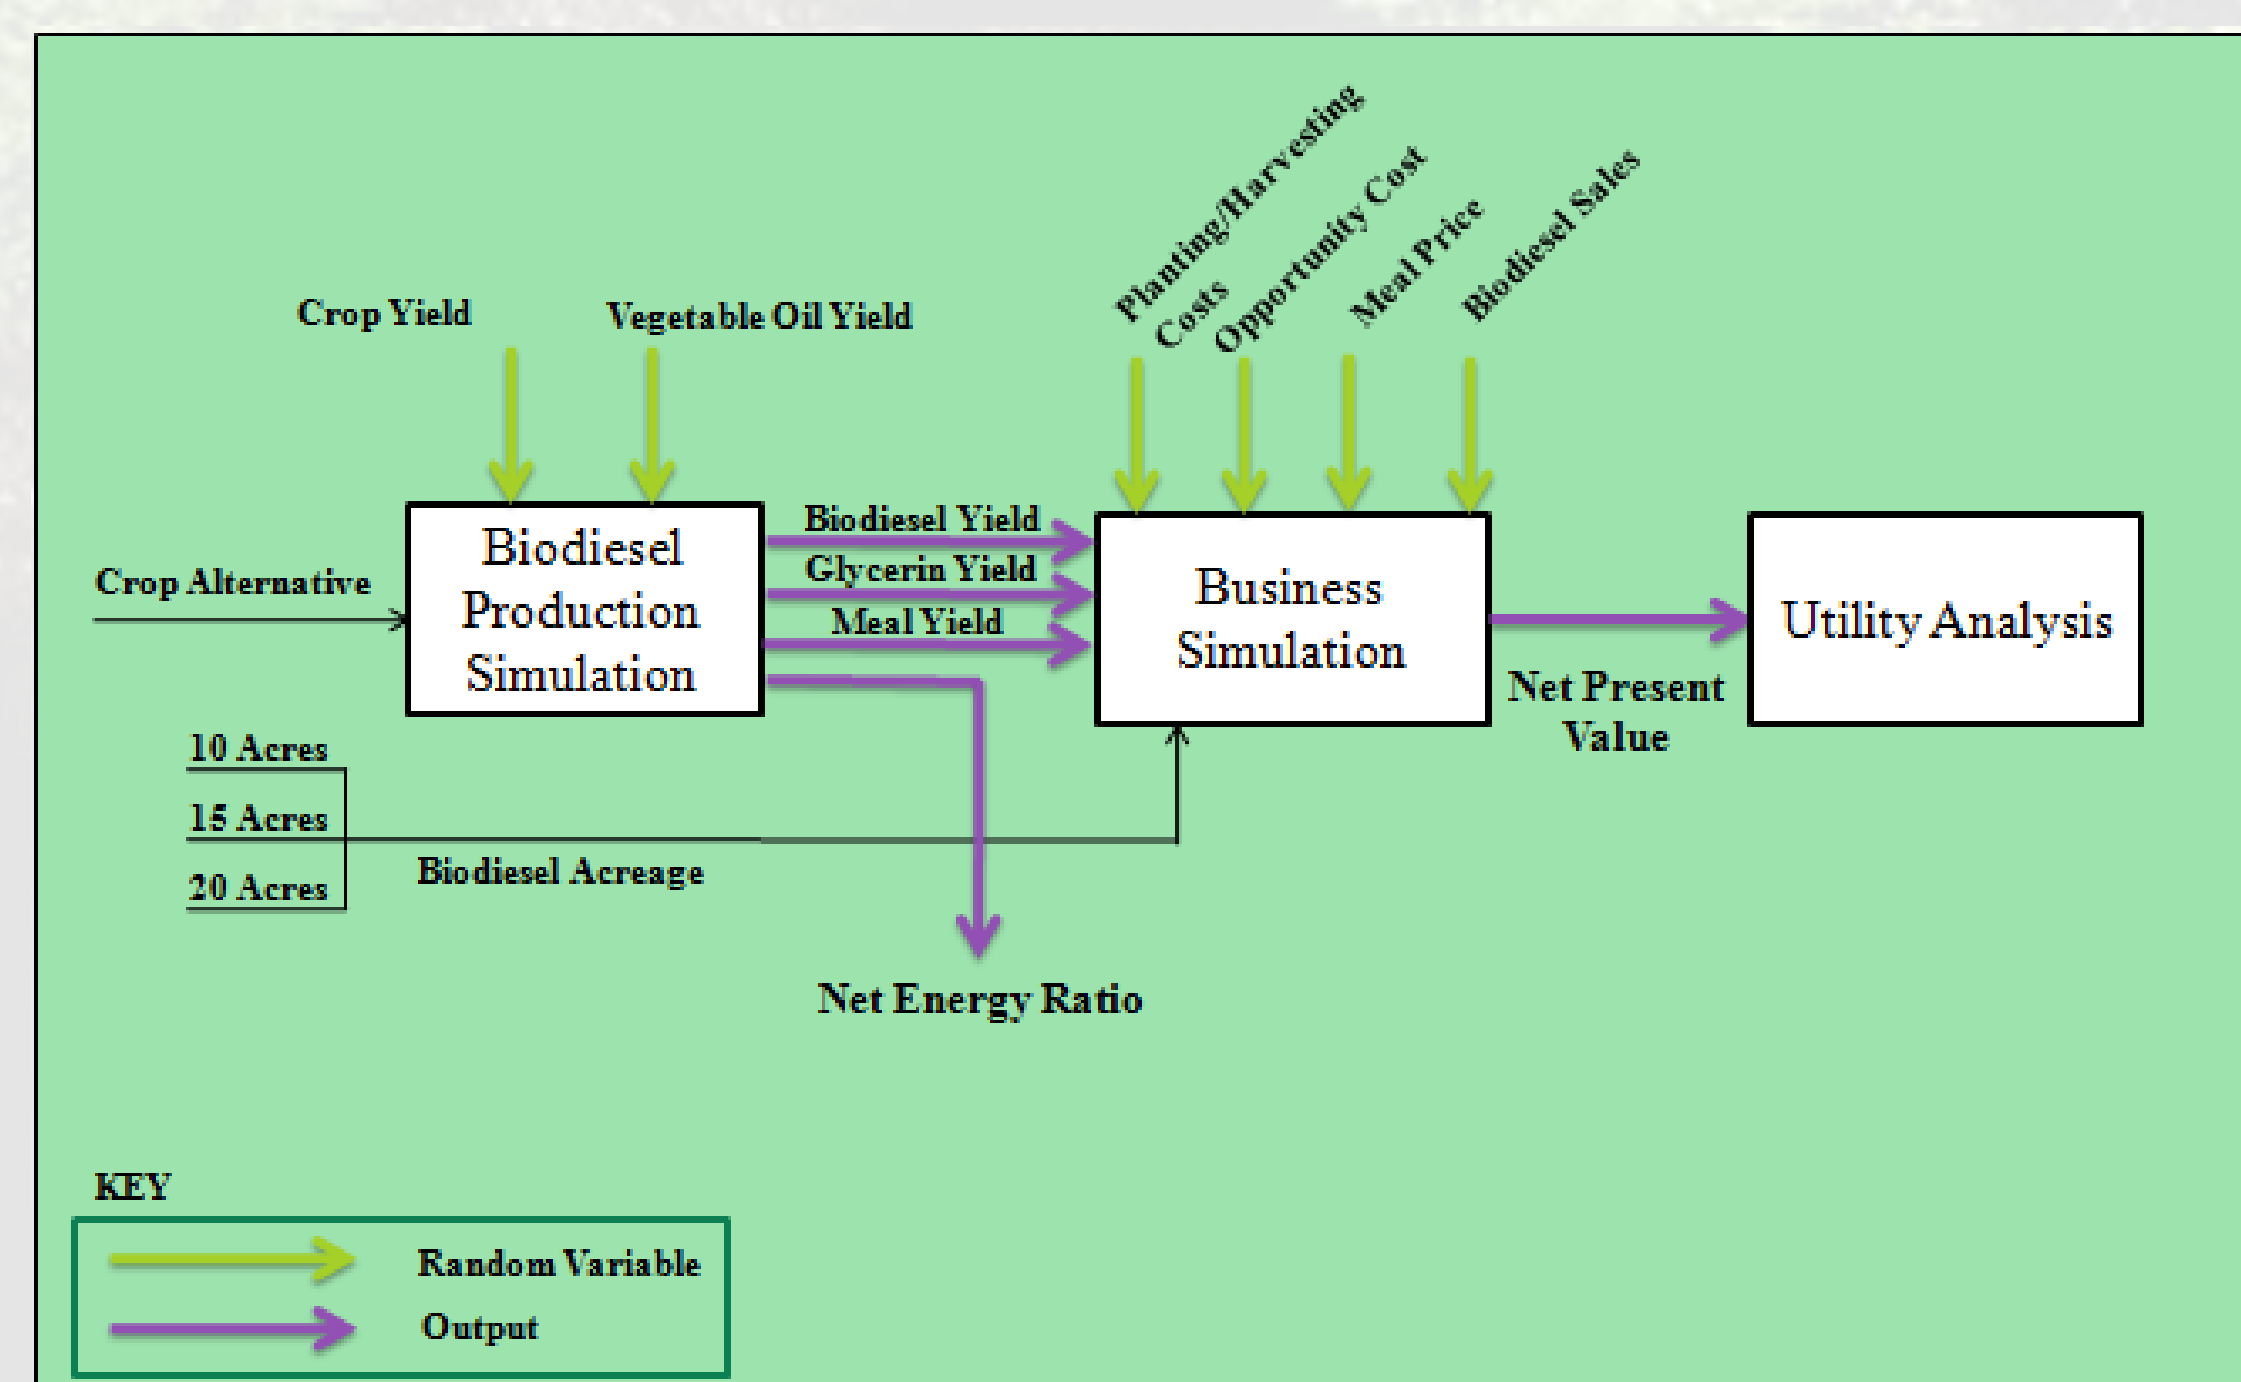 Planting/Harvesting
Costs
Opportunity Cost
Meal Price
Biodiesel Sales
Crop Yield
Vegetable Oil Yield
Crop Alternative
Biodiesel
Production
Simulation
Biodiesel Yield
Glycerin Yield
Meal Yield
Business
Simulation
Net Present
Value
Utility Analysis
10 Acres
15 Acres
20 Acres
Biodiesel Acreage
Net Energy Ratio
KEY
Random Variable
Output